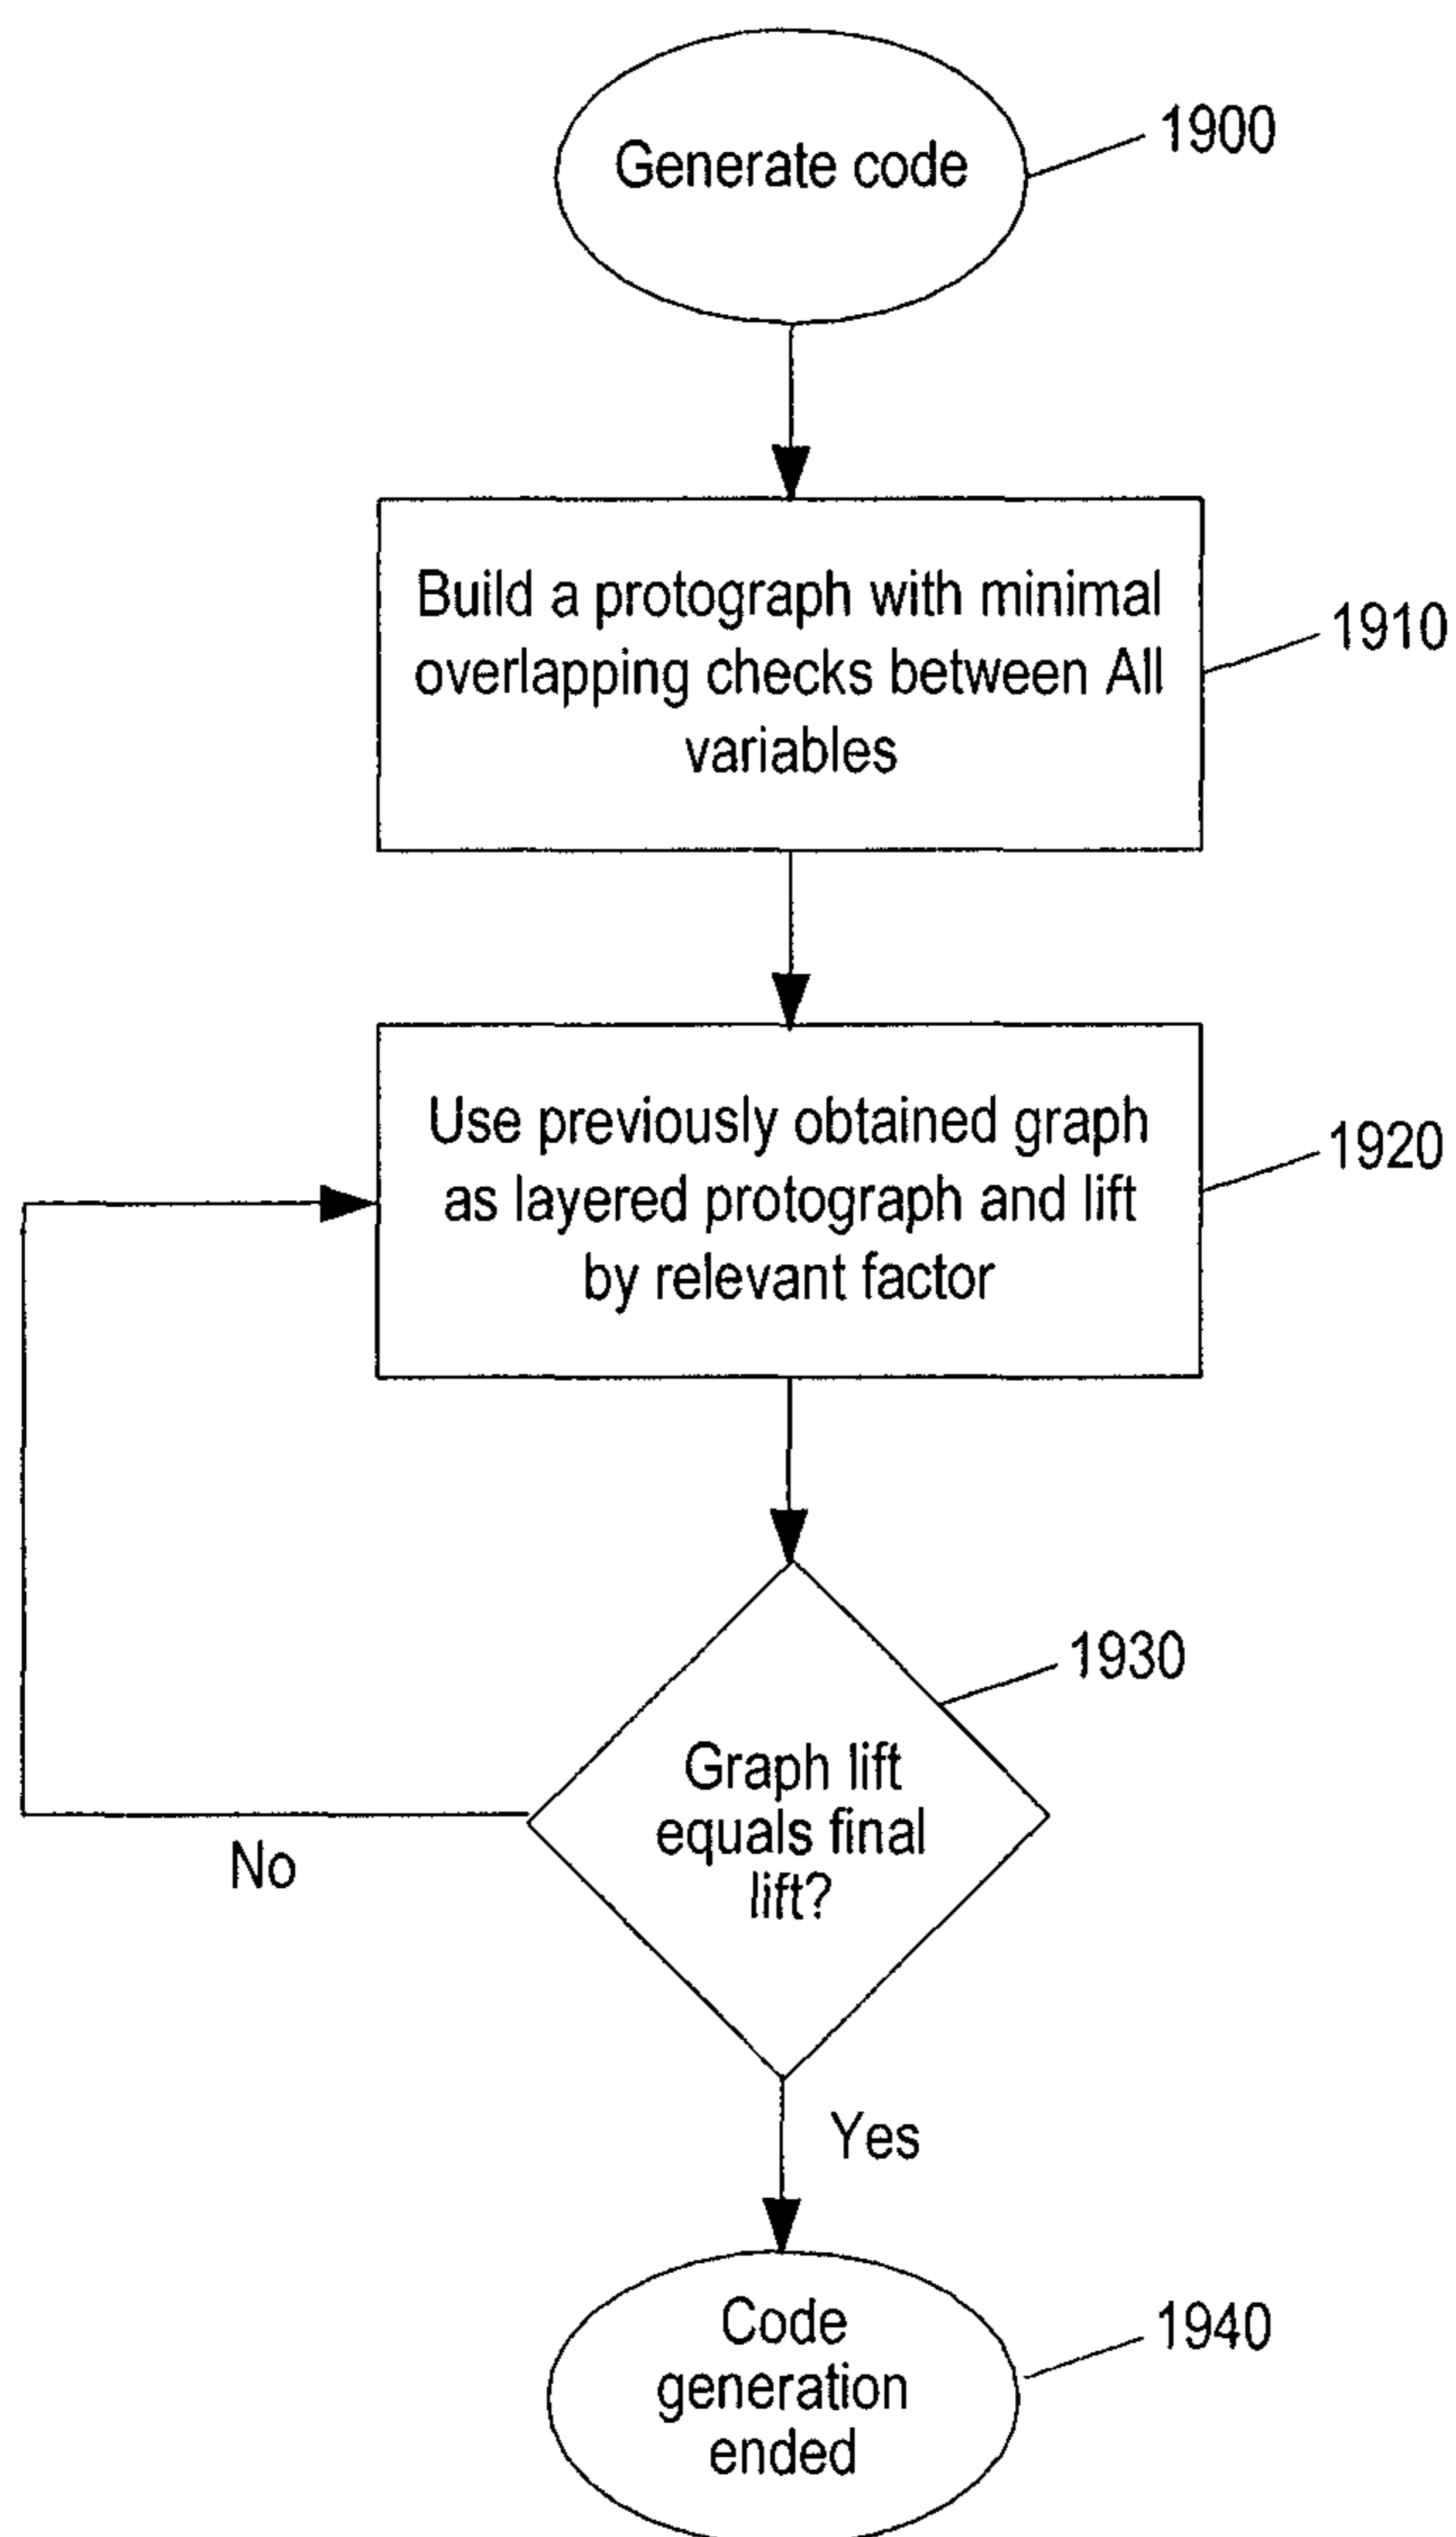 Generate code
1900
Build a protograph with minimal
overlapping checks between All
variables
1910
Use previously obtained graph
as layered protograph and lift
by relevant factor
1920
1930
Graph lift
equals final
lift?
No
Yes
Code
generation
ended
1940